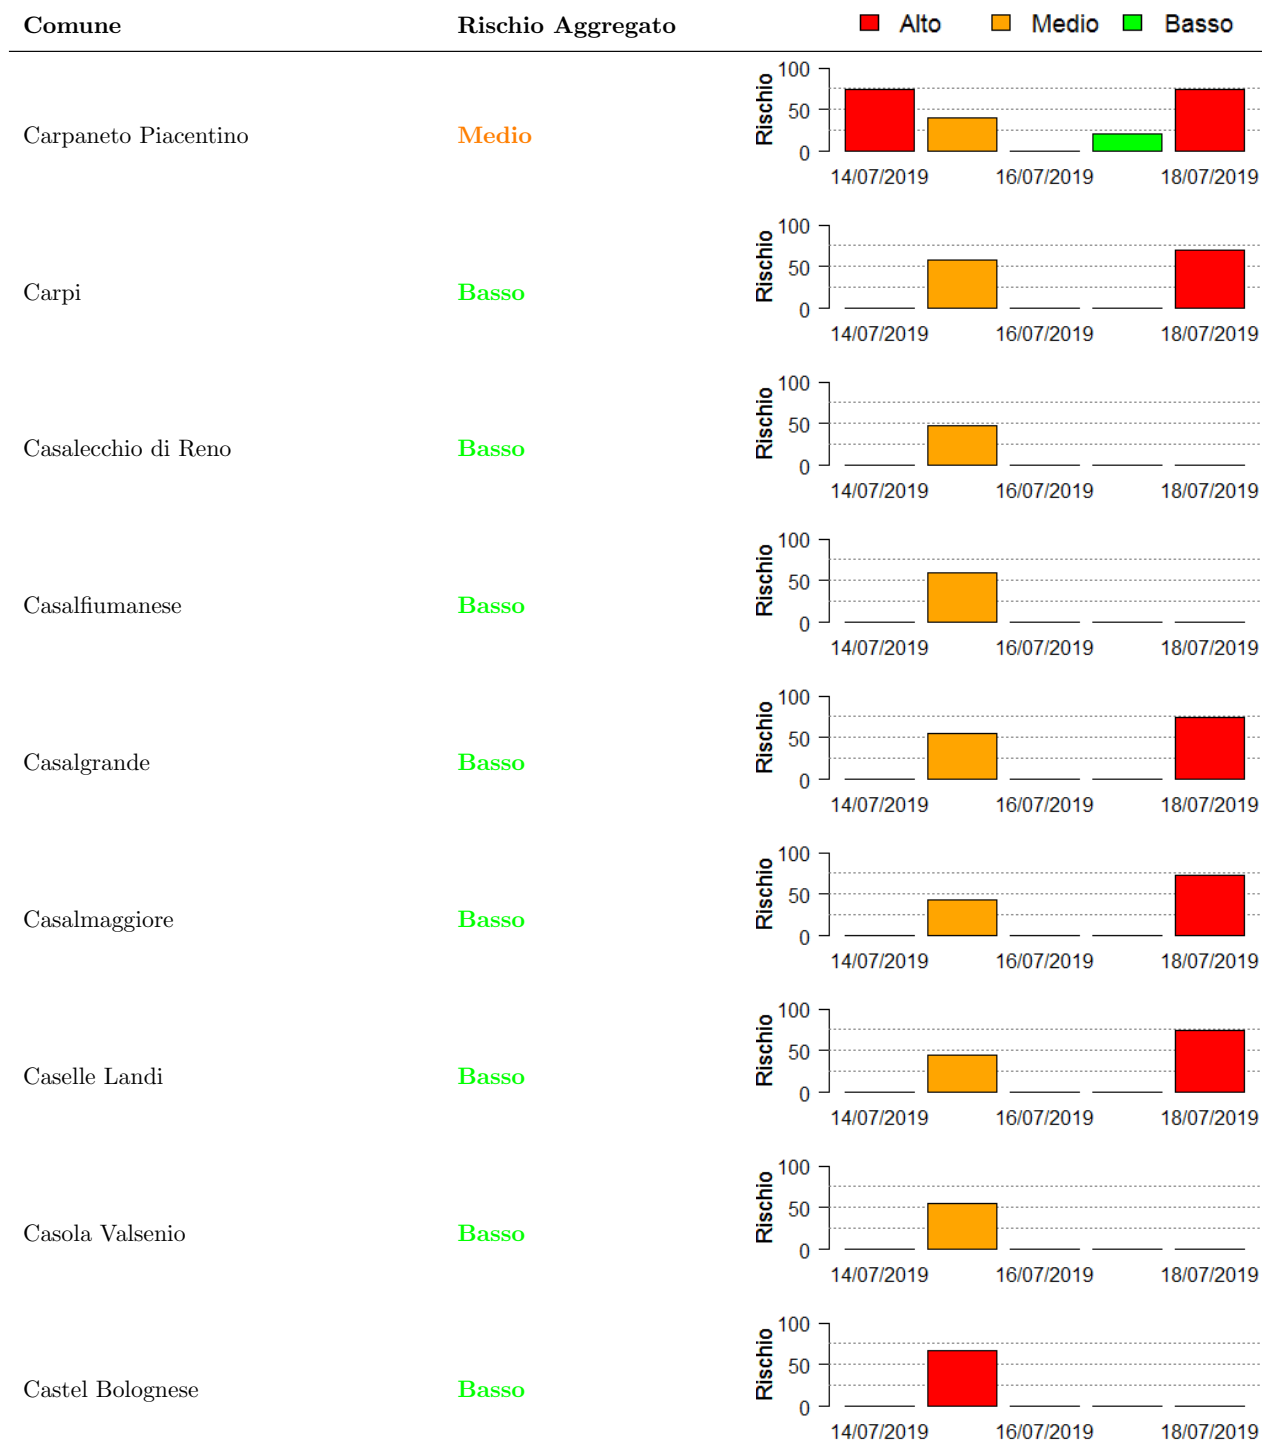 Comune Rischio Aggregato Alto Medio Basso
Carpaneto Piacentino Medio
Rischio
100
50
0
14/07/2019 16/07/2019 18/07/2019
Carpi Basso
Rischio
100
50
0
14/07/2019 16/07/2019 18/07/2019
Casalecchio di Reno Basso
Rischio
100
50
0
14/07/2019 16/07/2019 18/07/2019
Casalfiumanese Basso
Rischio
100
50
0
14/07/2019 16/07/2019 18/07/2019
Casalgrande Basso
Rischio
100
50
0
14/07/2019 16/07/2019 18/07/2019
Casalmaggiore Basso
Rischio
100
50
0
14/07/2019 16/07/2019 18/07/2019
Caselle Landi Basso
Rischio
100
50
0
14/07/2019 16/07/2019 18/07/2019
Casola Valsenio Basso
Rischio
100
50
0
14/07/2019 16/07/2019 18/07/2019
Castel Bolognese Basso
Rischio
100
50
0
14/07/2019 16/07/2019 18/07/2019